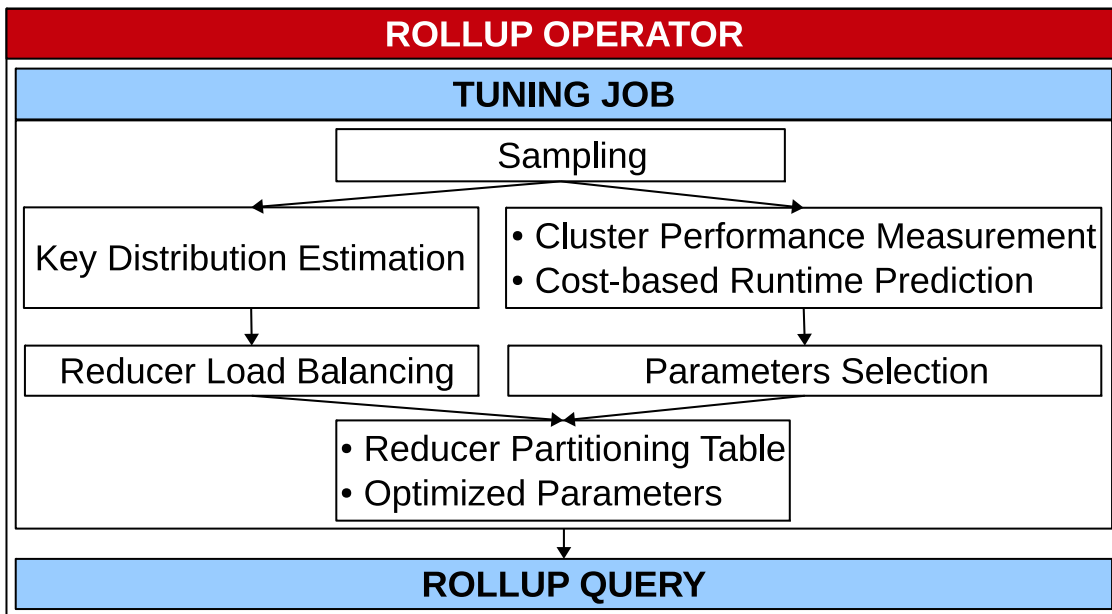 ROLLUP OPERATOR
TUNING JOB
Sampling
Key Distribution Estimation
• Cluster Performance Measurement
• Cost-based Runtime Prediction
Reducer Load Balancing
Parameters Selection
• Reducer Partitioning Table
• Optimized Parameters
ROLLUP QUERY